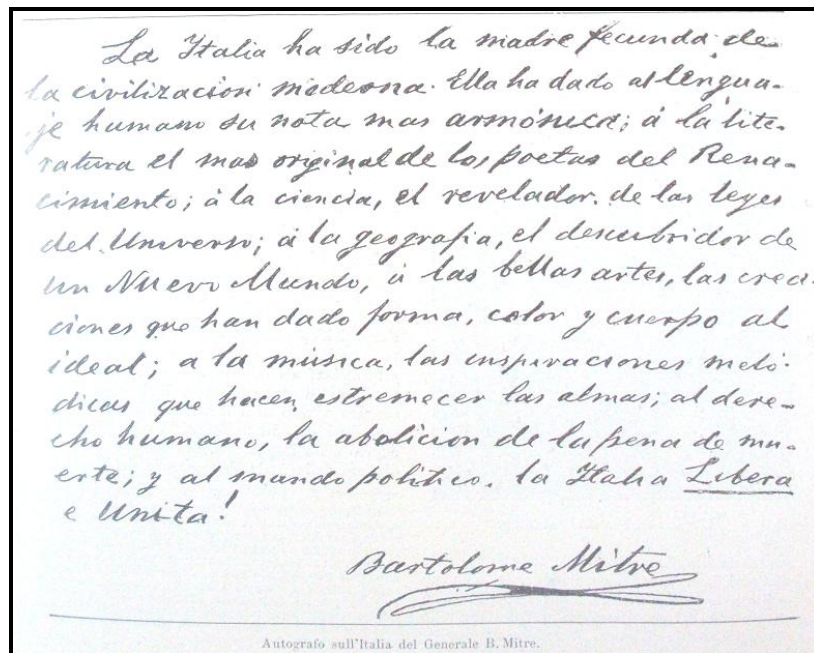 La Italia ha sido la madre fecunda de
la civilizacion moderna. Ella ha dado al lengua-
je humano su nota mas armónica; á la lite-
ratura el mas original de los poetas del Rena-
cimiento; á la ciencia, el revelador de las leyes
del Universo; á la geografia, el descubridor de
un Nuevo Mundo, á las bellas artes, las crea-
ciones que han dado forma, color y cuerpo al
ideal; a la música, las inspiraciones meló-
dicas que hacen estremecer las almas; al dere-
cho humano, la abolicion de la pena de mu-
erte; y al mundo politico, la Italia Libera
e Unita!
Bartolome Mitre
Autografo sull'Italia del Generale B. Mitre.